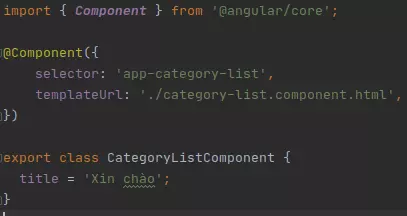 import { Component } from '@angular/core';
@Component({
selector: 'app-category-list',
templateUrl: './category-list.component.html',
})
export class CategoryListComponent {
title = 'Xin chào';
}